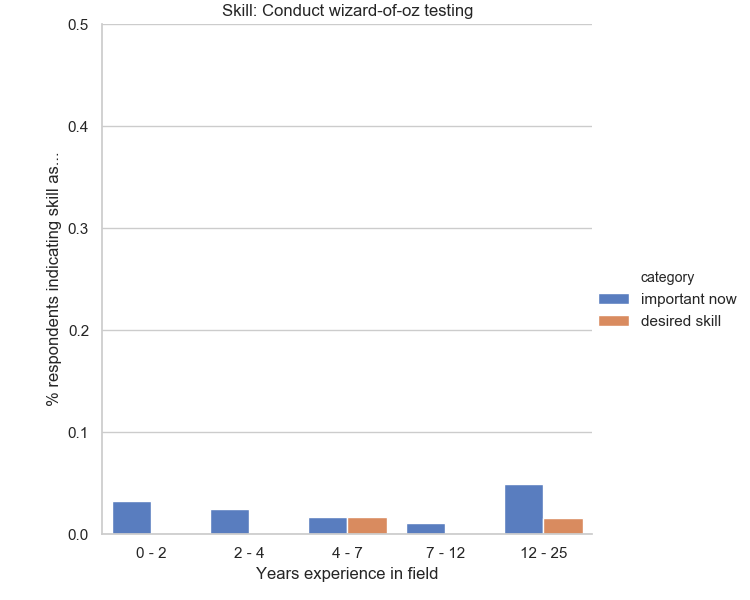 Skill: Conduct wizard-of-oz testing
0.5
0.4
0.3
0.2
0.1
0.0
% respondents indicating skill as...
0 - 2
2 - 4
4 - 7
7 - 12
12 - 25
Years experience in field
category
important now
desired skill